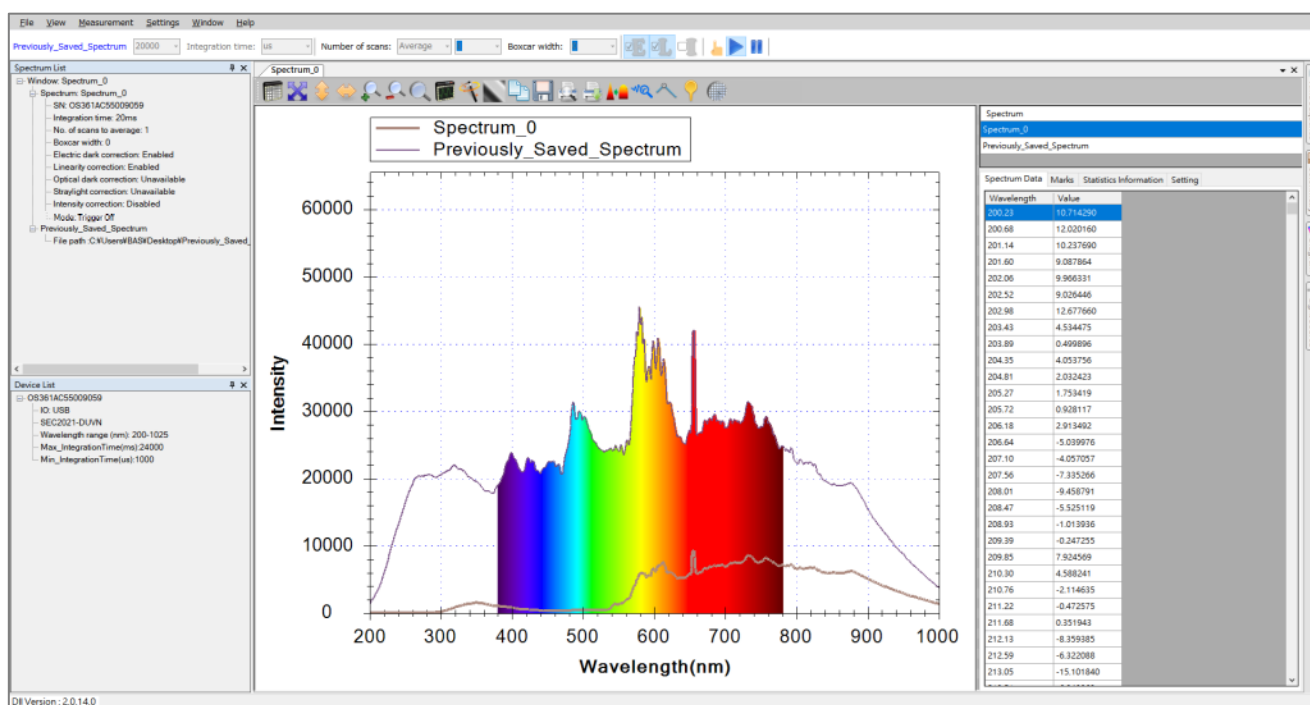 File View Measurement Settings Window Help
Previously_Saved_Spectrum 20000 Integration time: us Number of scans: Average Boxcar width:
Spectrum List
Window: Spectrum_0
Spectrum: Spectrum_0
SN: OS361AC55009059
Integration time: 20ms
No. of scans to average: 1
Boxcar width: 0
Electric dark correction: Enabled
Linearity correction: Enabled
Optical dark correction: Unavailable
Straylight correction: Unavailable
Intensity correction: Disabled
Mode: Trigger Off
Previously_Saved_Spectrum
File path :C:¥Users¥BAS¥Desktop¥Previously_Saved_
Device List
OS361AC55009059
IO: USB
SEC2021-DUVN
Wavelength range (nm): 200-1025
Max_IntegrationTime(ms):24000
Min_IntegrationTime(us):1000
Spectrum_0
Spectrum_0
Previously_Saved_Spectrum
Intensity
60000
50000
40000
30000
20000
10000
0
200 300 400 500 600 700 800 900 1000
Wavelength(nm)
Spectrum
Spectrum_0
Previously_Saved_Spectrum
Spectrum Data Marks Statistics Information Setting
Wavelength Value
200.23 10.714290
200.68 12.020160
201.14 10.237690
201.60 9.087864
202.06 9.966331
202.52 9.026446
202.98 12.677660
203.43 4.534475
203.89 0.499896
204.35 4.053756
204.81 2.032423
205.27 1.753419
205.72 0.928117
206.18 2.913492
206.64 -5.039976
207.10 -4.057057
207.56 -7.335266
208.01 -9.458791
208.47 -5.525119
208.93 -1.013936
209.39 -0.247255
209.85 7.924569
210.30 4.588241
210.76 -2.114635
211.22 -0.472575
211.68 0.351943
212.13 -8.359385
212.59 -6.322088
213.05 -15.101840
Dll Version : 2.0.14.0